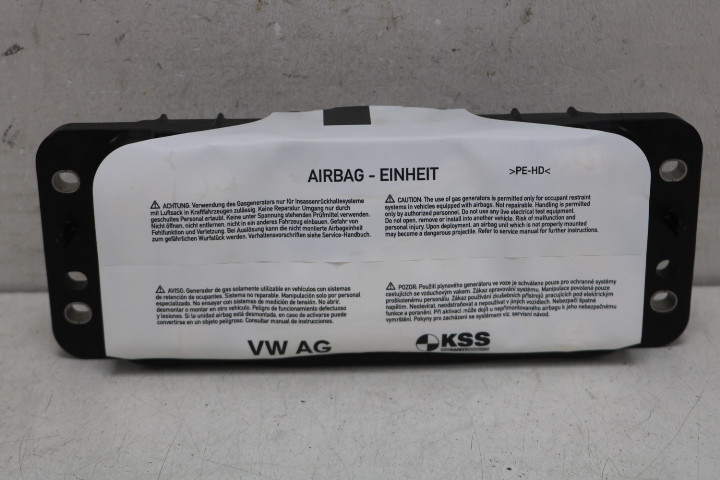 AIRBAG - EINHEIT
>PE-HD<
ACHTUNG. Verwendung des Gasgenerators nur für Insassenrückhaltesysteme
mit Luftsack in Kraftfahrzeugen zulässig. Keine Reparatur. Umgang nur durch
geschultes Personal erlaubt. Keine unter Spannung stehenden Prüfmittel verwenden.
Nicht öffnen, nicht entfernen, nicht in ein anderes Fahrzeug einbauen. Gefahr von
Fehlfunktion und Verletzung. Bei Auslösung kann die nicht montierte Airbageinheit
zum gefährlichen Wurfstück werden. Verhaltensvorschriften siehe Service-Handbuch.
CAUTION. The use of gas generators is permitted only for occupant restraint
systems in vehicles equipped with airbags. Not repairable. Handling is permitted
only by authorized personnel. Do not use any live electrical test equipment.
Do not open, remove or install into another vehicle. Risk of malfunction and
personal injury. Upon deployment, an airbag unit which is not properly mounted
may become a dangerous projectile. Refer to service manual for further instructions.
AVISO. Generador de gas solamente utilizable en vehículos con sistemas
de retención de ocupantes. Sistema no reparable. Manipulación solo por personal
especializado. No ensayar con sistemas de medición de tensión. No abrir,
desmontar o montar en otro vehículo. Peligro de funcionamiento defectuoso
y lesiones. Si la unidad airbag está desmontada, en caso de activarse puede
convertirse en un objeto peligroso. Consultar manual de instrucciones.
POZOR. Použití plynového generátoru ve voze je schváleno pouze pro ochranné systémy
cestujících se vzduchovým vakem. Zákaz opravování systému. Manipulace povolená pouze
proškolenému personálu. Zákaz používání zkušebních přístrojů pracujících pod elektrickým
napětím. Neotevírat, neodstraňovat a nepoužívat v jiných vozidlech. Nebezpečí špatné
funkce a poranění. Při aktivaci může dojít u nepřimontovaného airbagu k jeho nebezpečnému
vymrštění. Pokyny pro zacházení se systémem viz. servisní návod.
VW AG
KSS